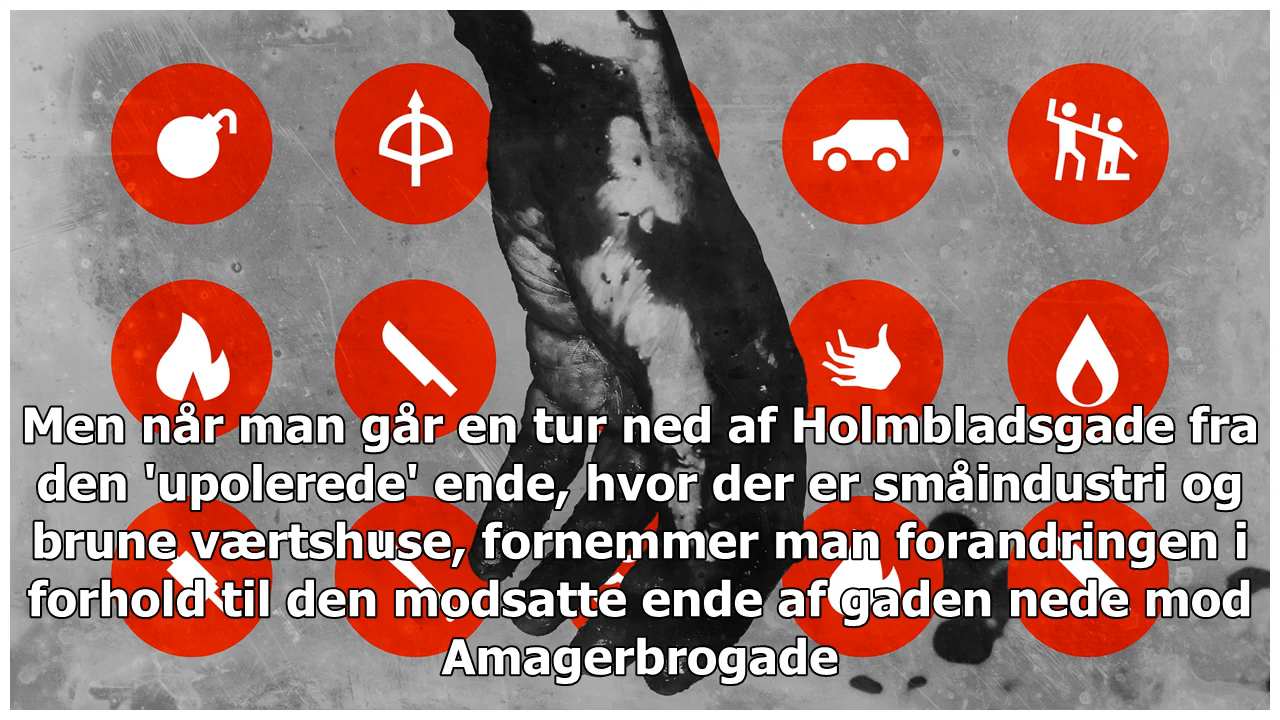 Men når man går en tur ned af Holmbladsgade fra
den 'upolerede' ende, hvor der er småindustri og
brune værtshuse, fornemmer man forandringen i
forhold til den modsatte ende af gaden nede mod
Amagerbrogade